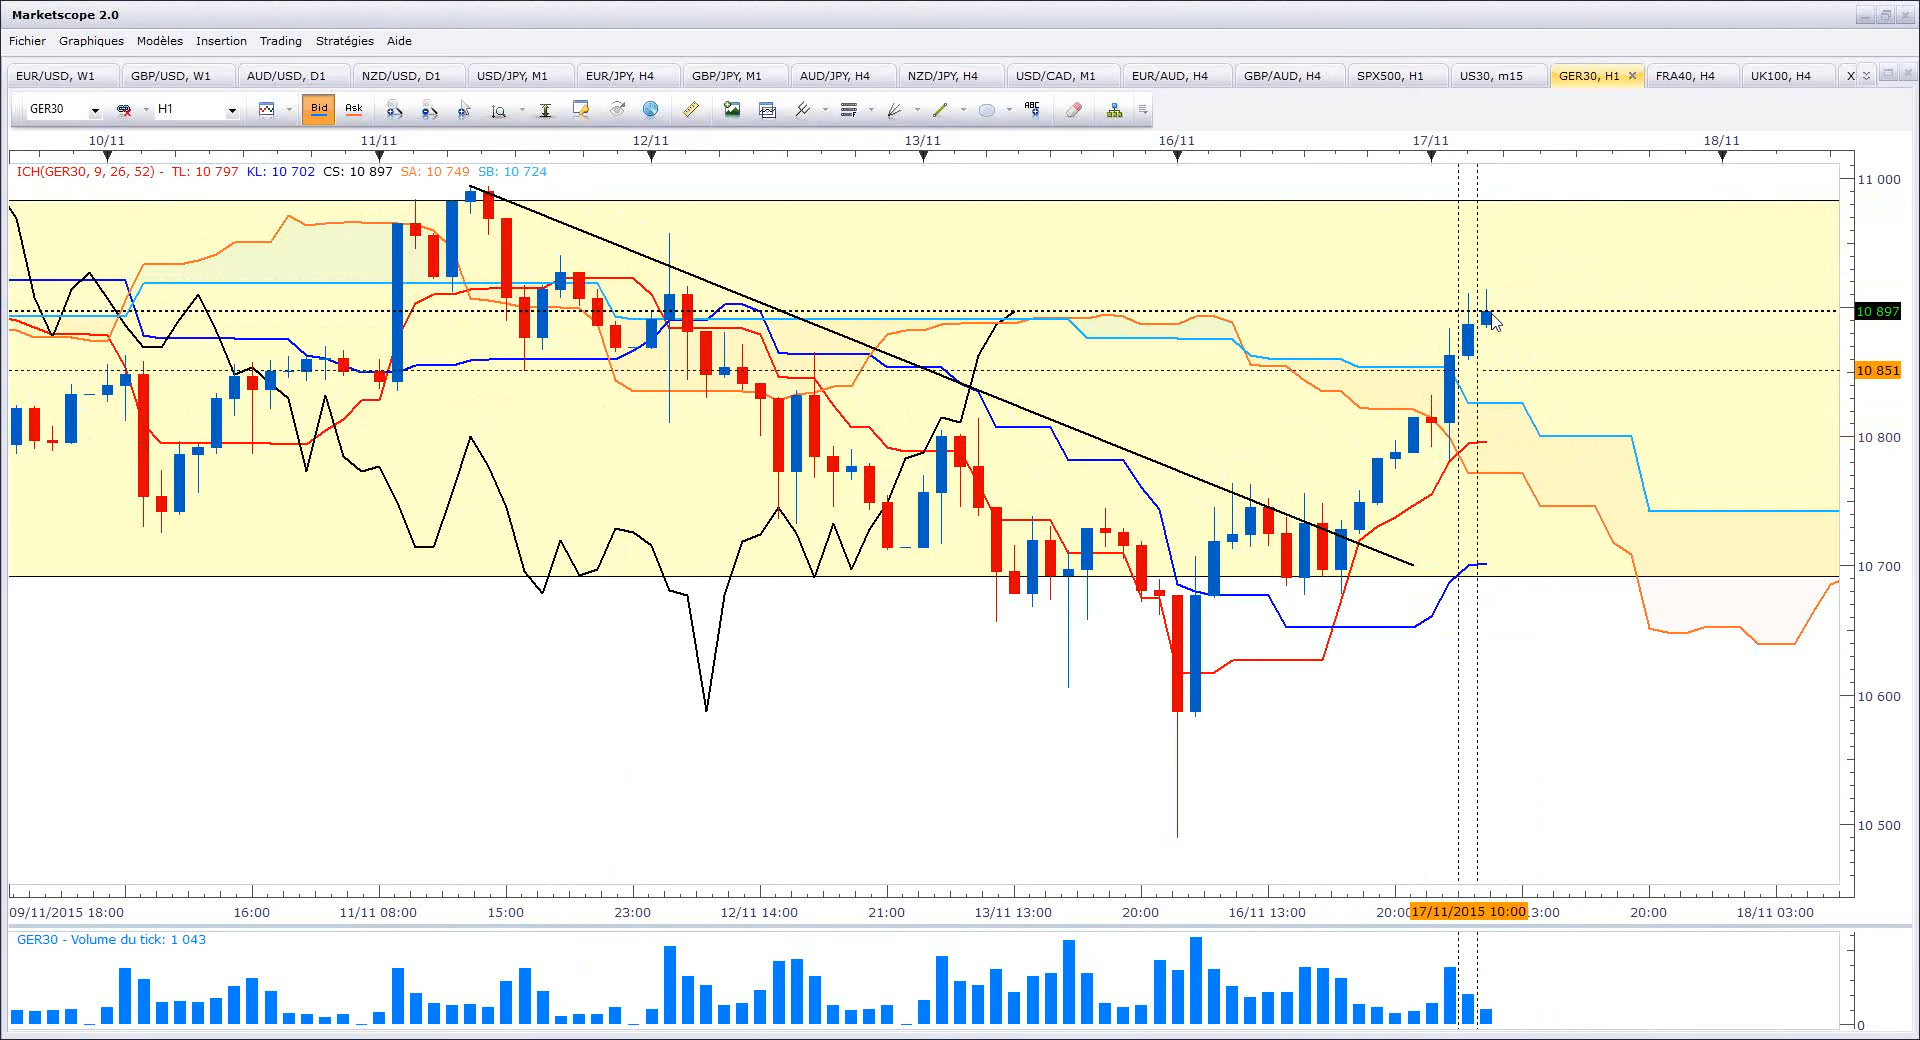 Marketscope 2.0
Fichier Graphiques Modèles Insertion Trading Stratégies Aide
EUR/USD, W1 GBP/USD, W1 AUD/USD, D1 NZD/USD, D1 USD/JPY, M1 EUR/JPY, H4 GBP/JPY, M1 AUD/JPY, H4 NZD/JPY, H4 USD/CAD, M1 EUR/AUD, H4 GBP/AUD, H4 SPX500, H1 US30, m15 GER30, H1 FRA40, H4 UK100, H4 X
GER30 H1 Bid Ask ABC
10/11 11/11 12/11 13/11 16/11 17/11 18/11
ICH(GER30, 9, 26, 52) - TL: 10 797 KL: 10 702 CS: 10 897 SA: 10 749 SB: 10 724
11 000
10 897
10 851
10 800
10 700
10 600
10 500
09/11/2015 18:00 16:00 11/11 08:00 15:00 23:00 12/11 14:00 21:00 13/11 13:00 20:00 16/11 13:00 20:00 17/11/2015 10:00 3:00 20:00 18/11 03:00
GER30 - Volume du tick: 1 043
0